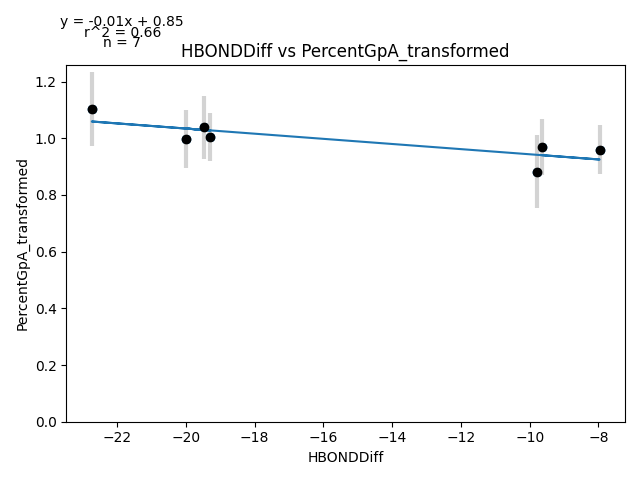 y = -0.01x + 0.85
r^2 = 0.66
n = 7
HBONDDiff vs PercentGpA_transformed
PercentGpA_transformed
1.2
1.0
0.8
0.6
0.4
0.2
0.0
−22
−20
−18
−16
−14
−12
−10
−8
HBONDDiff